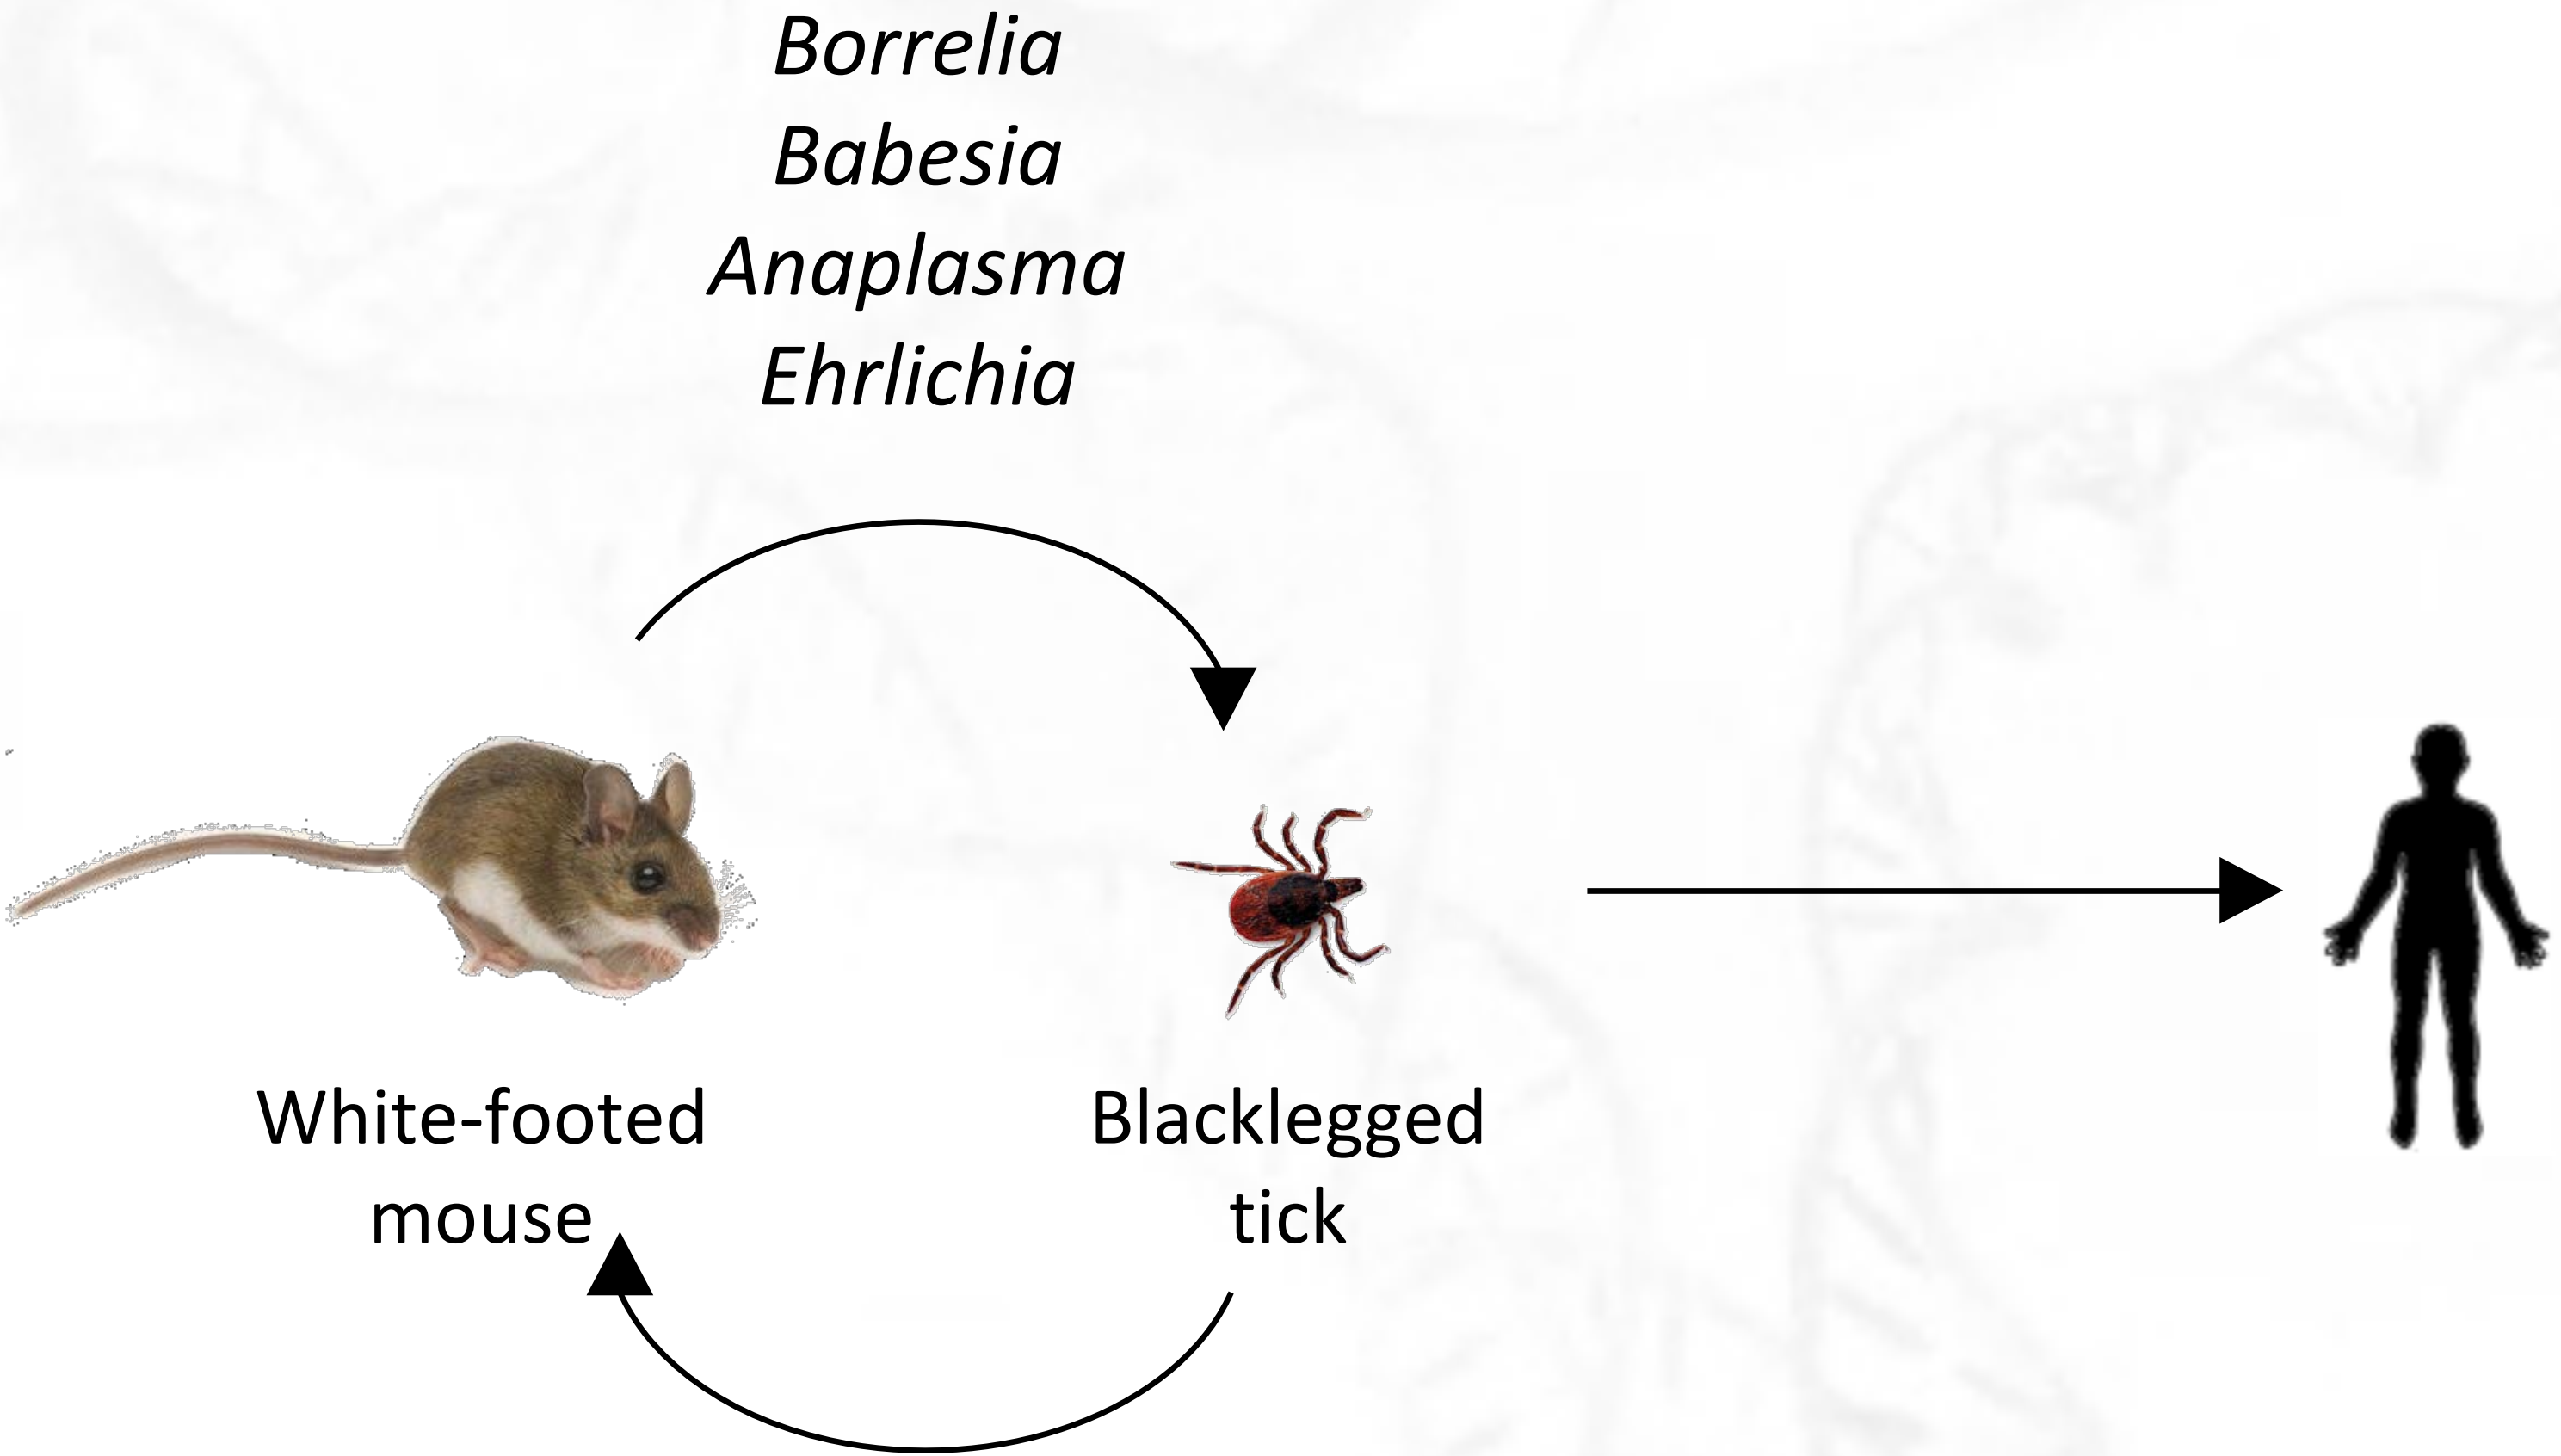 Borrelia
Babesia
Anaplasma
Ehrlichia
White-footed
mouse
Blacklegged
tick